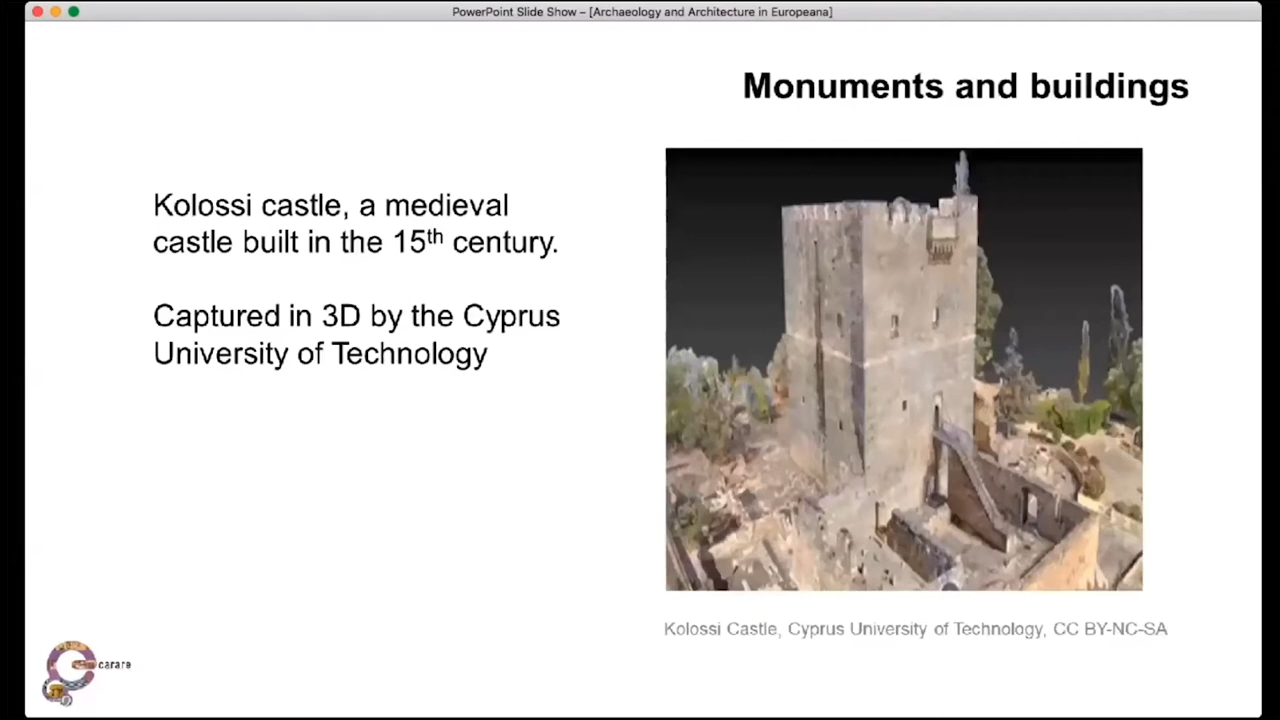 PowerPoint Slide Show – [Archaeology and Architecture in Europeana]
Monuments and buildings
Kolossi castle, a medieval
castle built in the 15th century.
Captured in 3D by the Cyprus
University of Technology
Kolossi Castle, Cyprus University of Technology, CC BY-NC-SA
carare